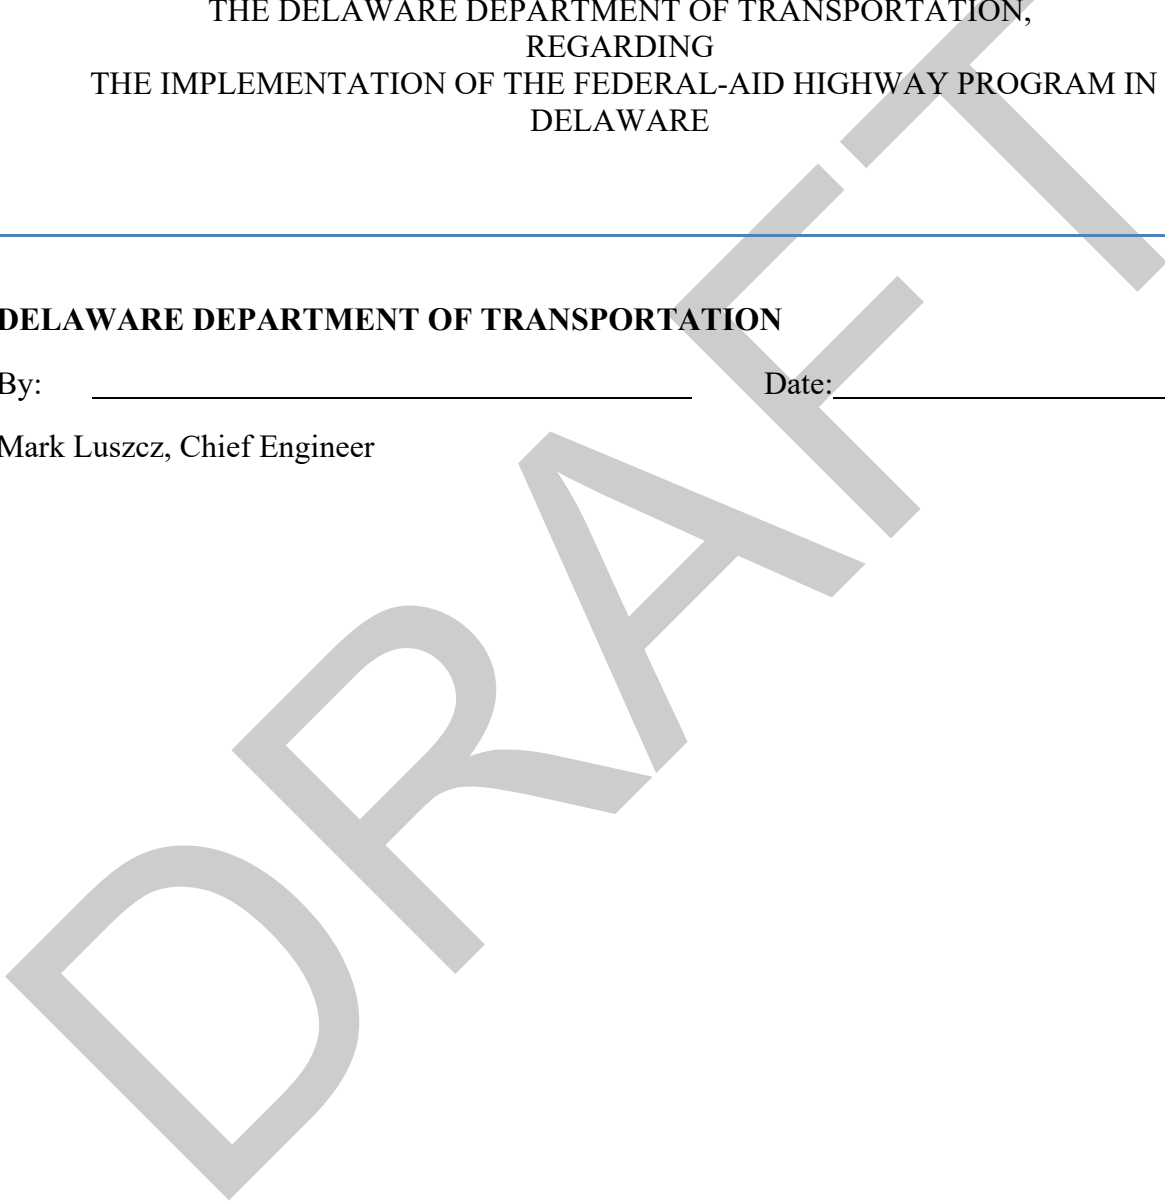 THE DELAWARE DEPARTMENT OF TRANSPORTATION,
REGARDING
THE IMPLEMENTATION OF THE FEDERAL-AID HIGHWAY PROGRAM IN
DELAWARE
DELAWARE DEPARTMENT OF TRANSPORTATION
By: Date:
Mark Luszcz, Chief Engineer
DRAFT